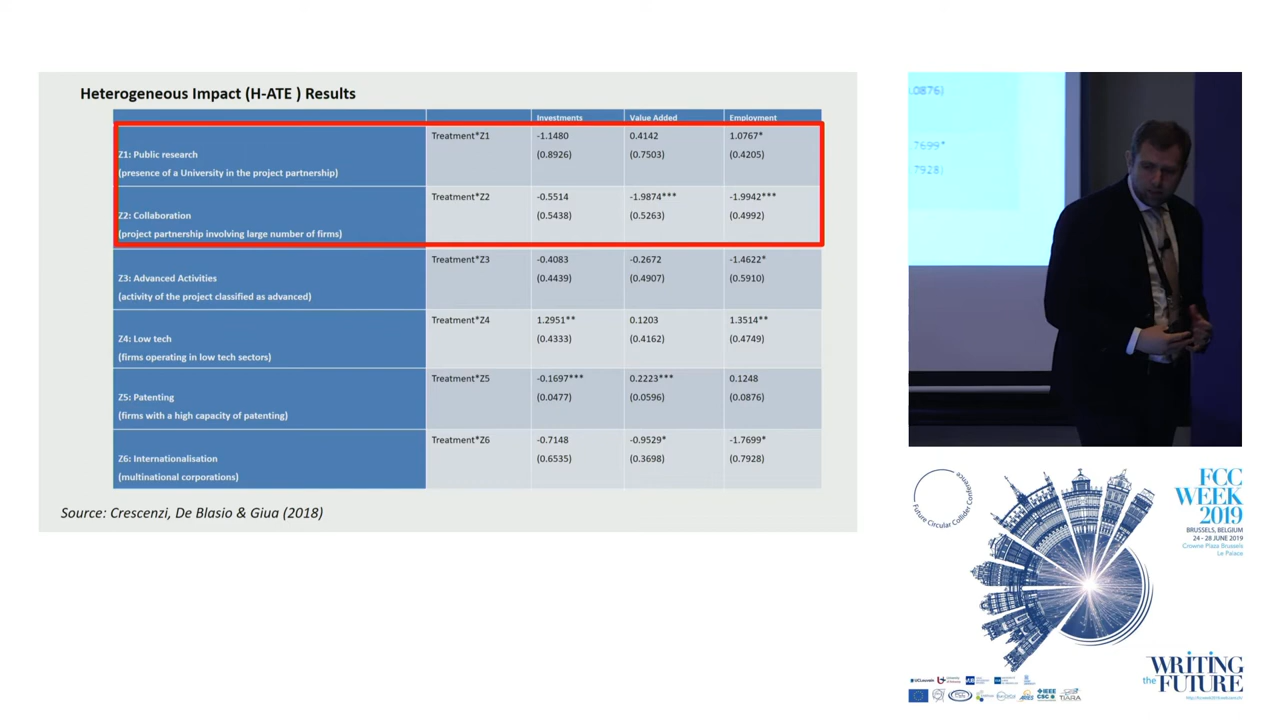 Heterogeneous Impact (H-ATE ) Results
Investments Value Added Employment
Z1: Public research
(presence of a University in the project partnership)
Treatment*Z1 -1.1480 0.4142 1.0767*
(0.8926) (0.7503) (0.4205)
Z2: Collaboration
(project partnership involving large number of firms)
Treatment*Z2 -0.5514 -1.9874*** -1.9942***
(0.5438) (0.5263) (0.4992)
Z3: Advanced Activities
(activity of the project classified as advanced)
Treatment*Z3 -0.4083 -0.2672 -1.4622*
(0.4439) (0.4907) (0.5910)
Z4: Low tech
(firms operating in low tech sectors)
Treatment*Z4 1.2951** 0.1203 1.3514**
(0.4333) (0.4162) (0.4749)
Z5: Patenting
(firms with a high capacity of patenting)
Treatment*Z5 -0.1697*** 0.2223*** 0.1248
(0.0477) (0.0596) (0.0876)
Z6: Internationalisation
(multinational corporations)
Treatment*Z6 -0.7148 -0.9529* -1.7699*
(0.6535) (0.3698) (0.7928)
Source: Crescenzi, De Blasio & Giua (2018)
0.0876)
7699*
7928)
Future Circular Collider Conference
FCC
WEEK
2019
BRUSSELS, BELGIUM
24 - 28 JUNE 2019
Crowne Plaza Brussels
Le Palace
WRITING
the FUTURE
UCLouvain
IEEE
CSC
TIARA